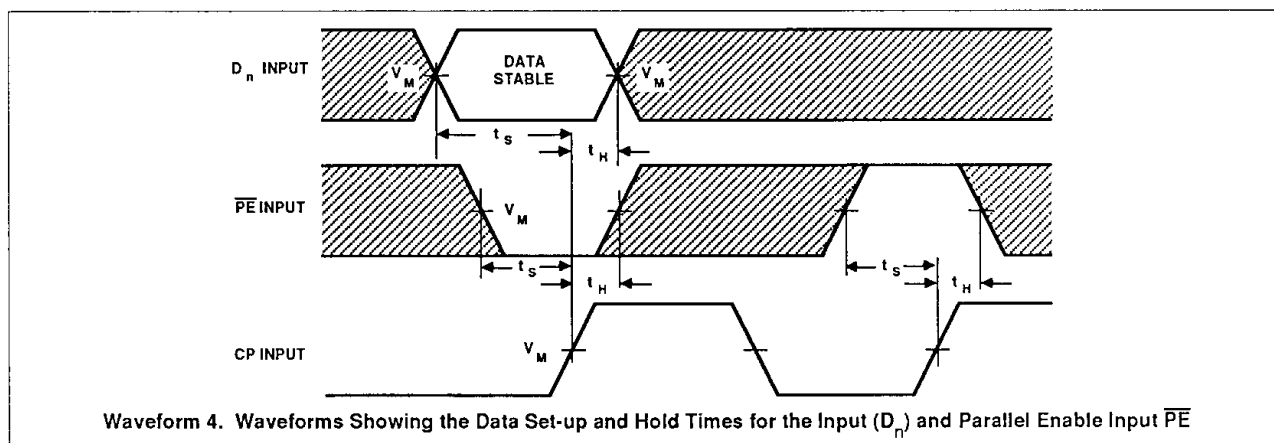 Dn INPUT
VM
DATA
STABLE
VM
tS
tH
PE INPUT
VM
tS
tH
tS
tH
CP INPUT
VM
Waveform 4. Waveforms Showing the Data Set-up and Hold Times for the Input (Dn) and Parallel Enable Input PE